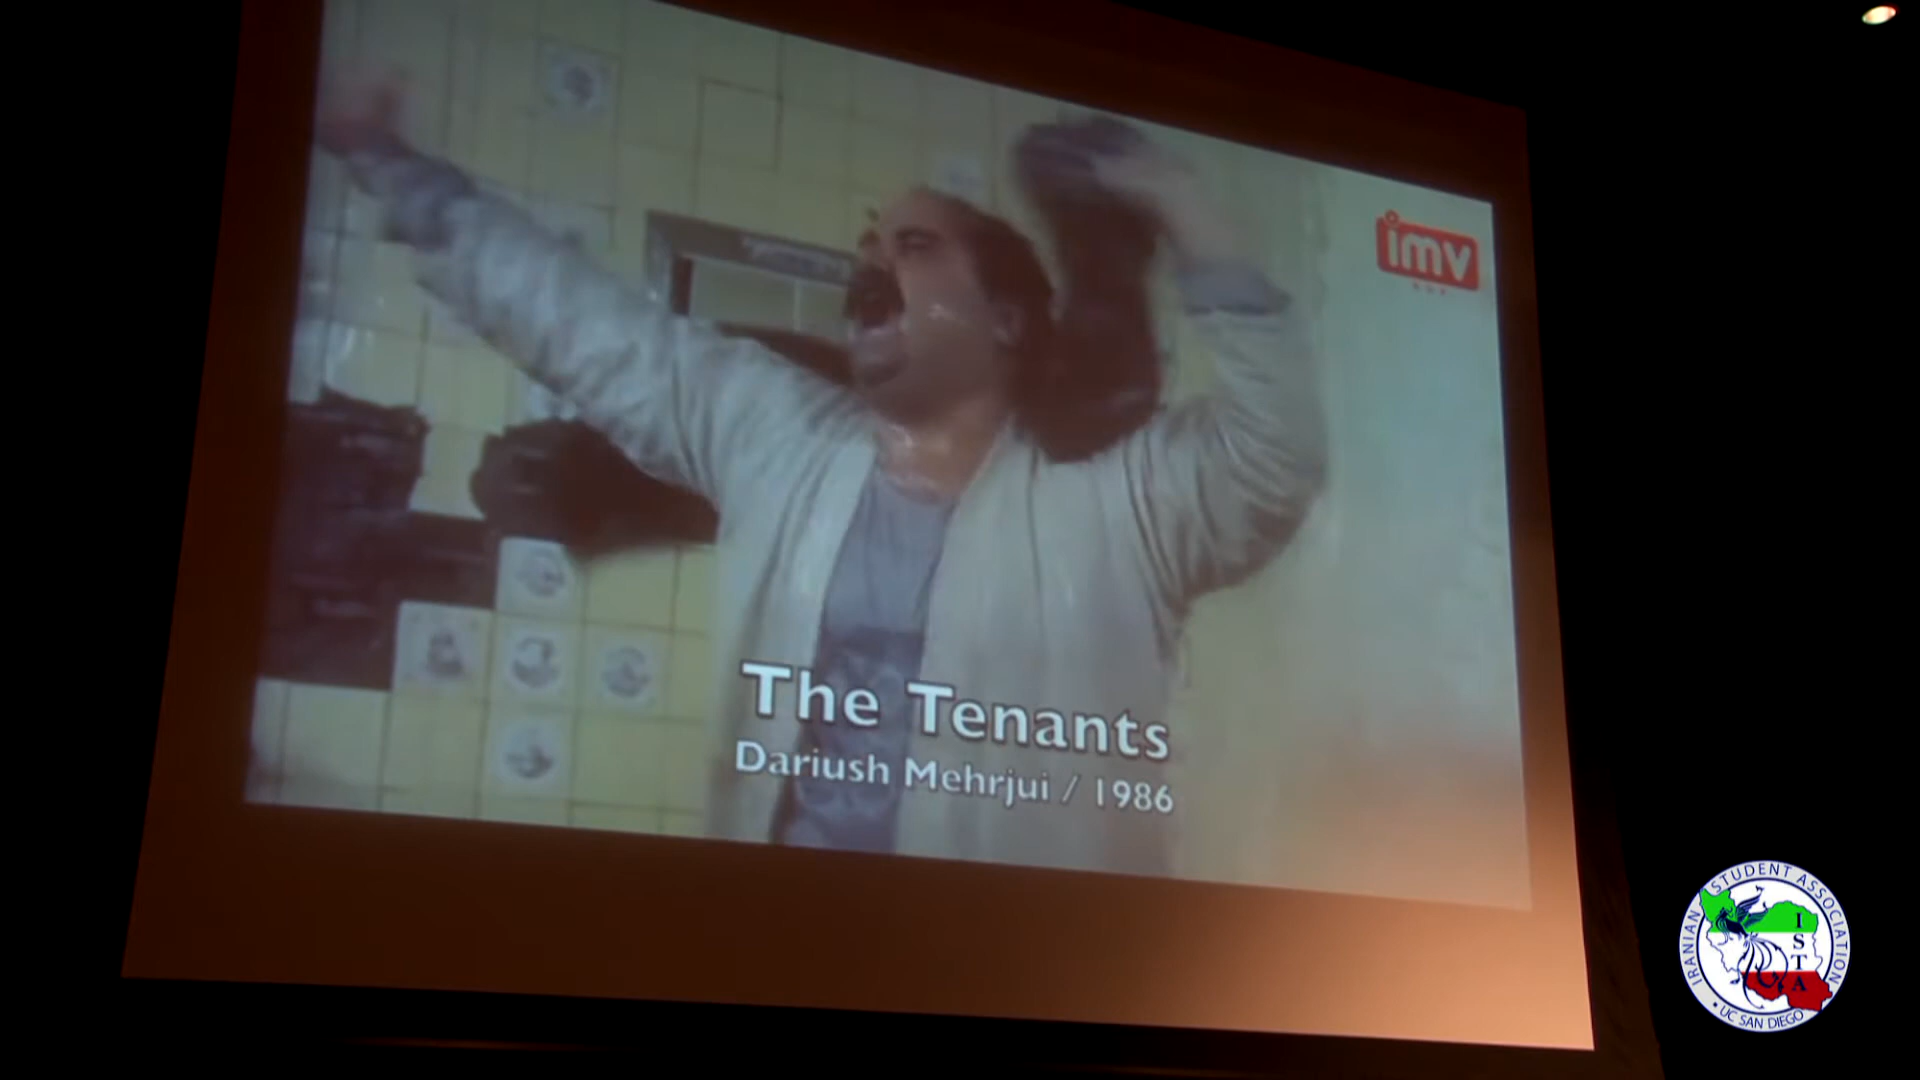 imv
The Tenants
Dariush Mehrjui / 1986
IRANIAN STUDENT ASSOCIATION
ISTA
• UC SAN DIEGO